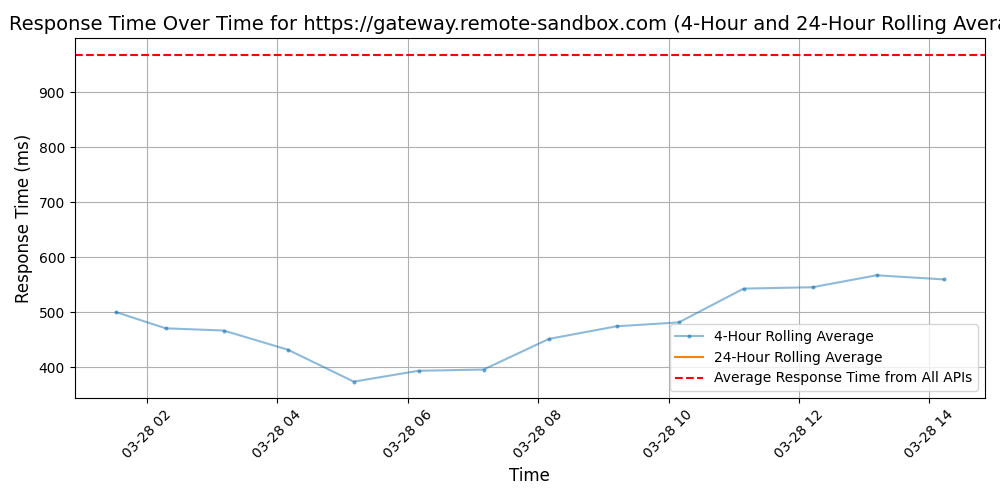 Response Time Over Time for https://gateway.remote-sandbox.com (4-Hour and 24-Hour Rolling Avera
Response Time (ms)
900
800
700
600
500
400
4-Hour Rolling Average
24-Hour Rolling Average
Average Response Time from All APIs
03-28 02
03-28 04
03-28 06
03-28 08
03-28 10
03-28 12
03-28 14
Time